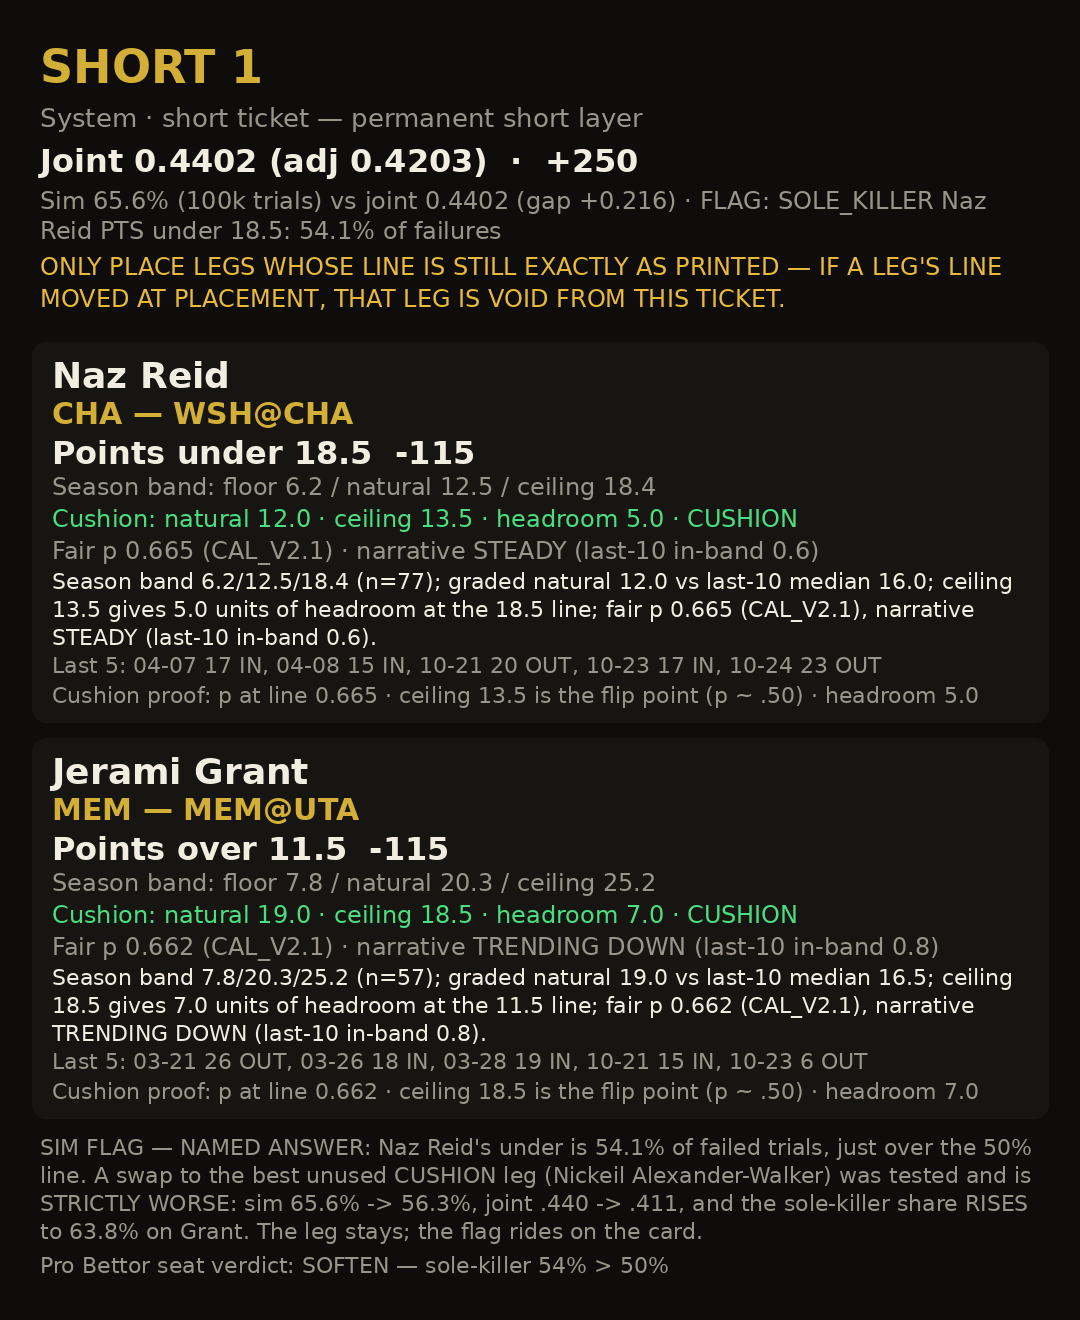 SHORT 1
System · short ticket — permanent short layer
Joint 0.4402 (adj 0.4203)  ·  +250
Sim 65.6% (100k trials) vs joint 0.4402 (gap +0.216) · FLAG: SOLE_KILLER Naz
Reid PTS under 18.5: 54.1% of failures
ONLY PLACE LEGS WHOSE LINE IS STILL EXACTLY AS PRINTED — IF A LEG'S LINE
MOVED AT PLACEMENT, THAT LEG IS VOID FROM THIS TICKET.
Naz Reid
CHA — WSH@CHA
Points under 18.5  -115
Season band: floor 6.2 / natural 12.5 / ceiling 18.4
Cushion: natural 12.0 · ceiling 13.5 · headroom 5.0 · CUSHION
Fair p 0.665 (CAL_V2.1) · narrative STEADY (last-10 in-band 0.6)
Season band 6.2/12.5/18.4 (n=77); graded natural 12.0 vs last-10 median 16.0; ceiling
13.5 gives 5.0 units of headroom at the 18.5 line; fair p 0.665 (CAL_V2.1), narrative
STEADY (last-10 in-band 0.6).
Last 5: 04-07 17 IN, 04-08 15 IN, 10-21 20 OUT, 10-23 17 IN, 10-24 23 OUT
Cushion proof: p at line 0.665 · ceiling 13.5 is the flip point (p ~ .50) · headroom 5.0
Jerami Grant
MEM — MEM@UTA
Points over 11.5  -115
Season band: floor 7.8 / natural 20.3 / ceiling 25.2
Cushion: natural 19.0 · ceiling 18.5 · headroom 7.0 · CUSHION
Fair p 0.662 (CAL_V2.1) · narrative TRENDING DOWN (last-10 in-band 0.8)
Season band 7.8/20.3/25.2 (n=57); graded natural 19.0 vs last-10 median 16.5; ceiling
18.5 gives 7.0 units of headroom at the 11.5 line; fair p 0.662 (CAL_V2.1), narrative
TRENDING DOWN (last-10 in-band 0.8).
Last 5: 03-21 26 OUT, 03-26 18 IN, 03-28 19 IN, 10-21 15 IN, 10-23 6 OUT
Cushion proof: p at line 0.662 · ceiling 18.5 is the flip point (p ~ .50) · headroom 7.0
SIM FLAG — NAMED ANSWER: Naz Reid's under is 54.1% of failed trials, just over the 50%
line. A swap to the best unused CUSHION leg (Nickeil Alexander-Walker) was tested and is
STRICTLY WORSE: sim 65.6% -> 56.3%, joint .440 -> .411, and the sole-killer share RISES
to 63.8% on Grant. The leg stays; the flag rides on the card.
Pro Bettor seat verdict: SOFTEN — sole-killer 54% > 50%